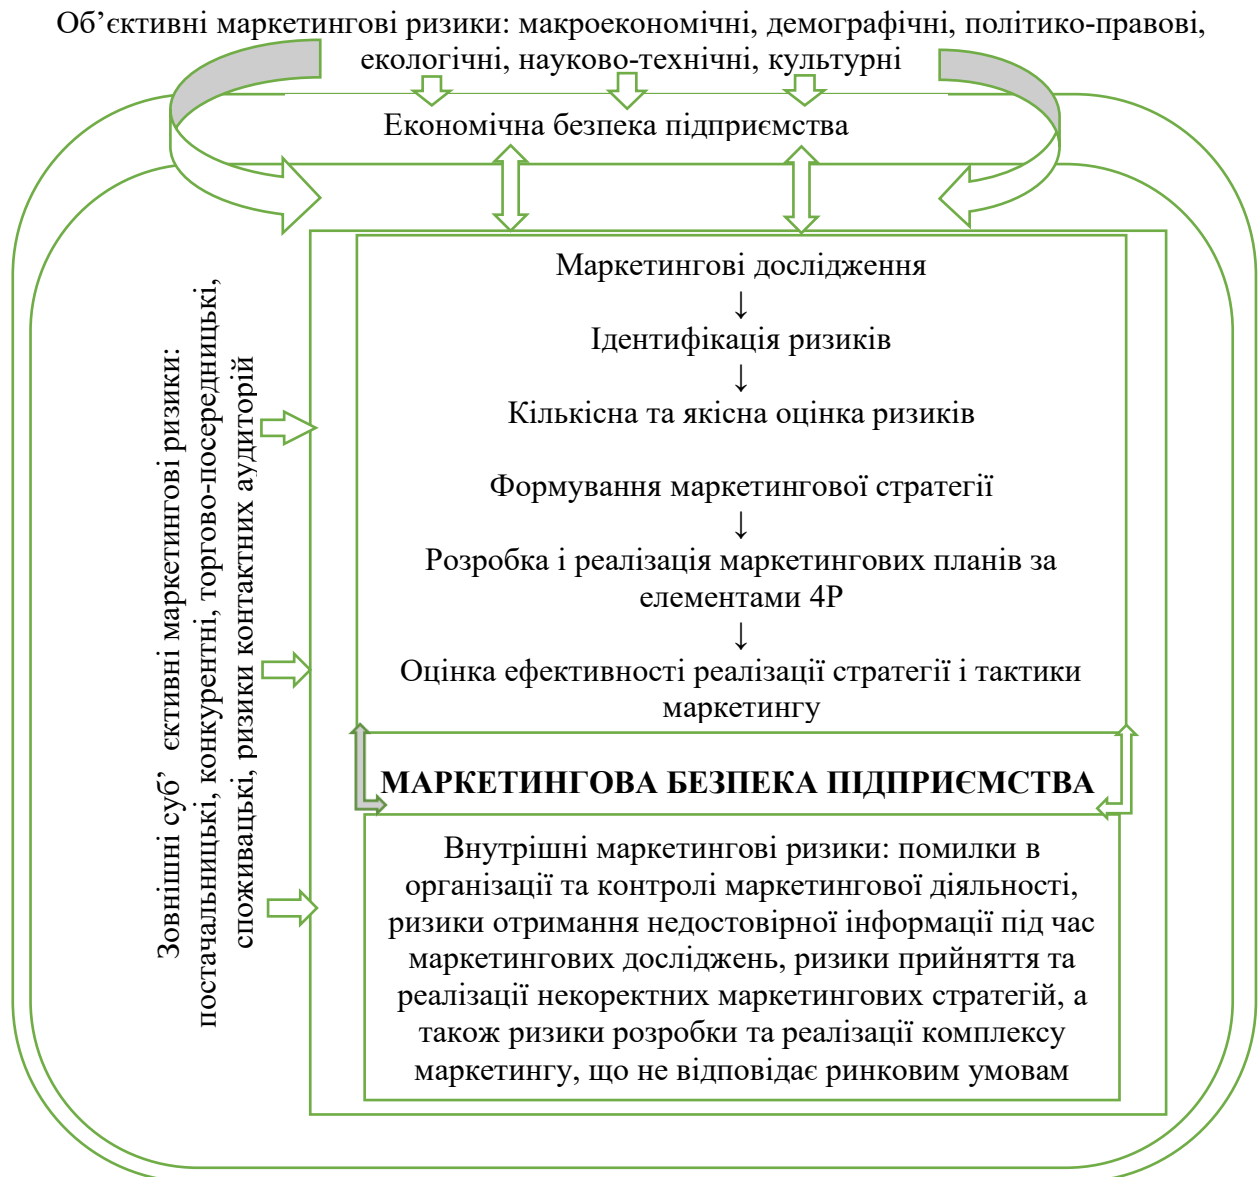 Об’єктивні маркетингові ризики: макроекономічні, демографічні, політико-правові,
екологічні, науково-технічні, культурні
Економічна безпека підприємства
Маркетингові дослідження
↓
Ідентифікація ризиків
↓
Кількісна та якісна оцінка ризиків
Формування маркетингової стратегії
↓
Розробка і реалізація маркетингових планів за
елементами 4Р
↓
Оцінка ефективності реалізації стратегії і тактики
маркетингу
МАРКЕТИНГОВА БЕЗПЕКА ПІДПРИЄМСТВА
Внутрішні маркетингові ризики: помилки в
організації та контролі маркетингової діяльності,
ризики отримання недостовірної інформації під час
маркетингових досліджень, ризики прийняття та
реалізації некоректних маркетингових стратегій, а
також ризики розробки та реалізації комплексу
маркетингу, що не відповідає ринковим умовам
Зовнішні суб’ єктивні маркетингові ризики:
постачальницькі, конкурентні, торгово-посередницькі,
споживацькі, ризики контактних аудиторій